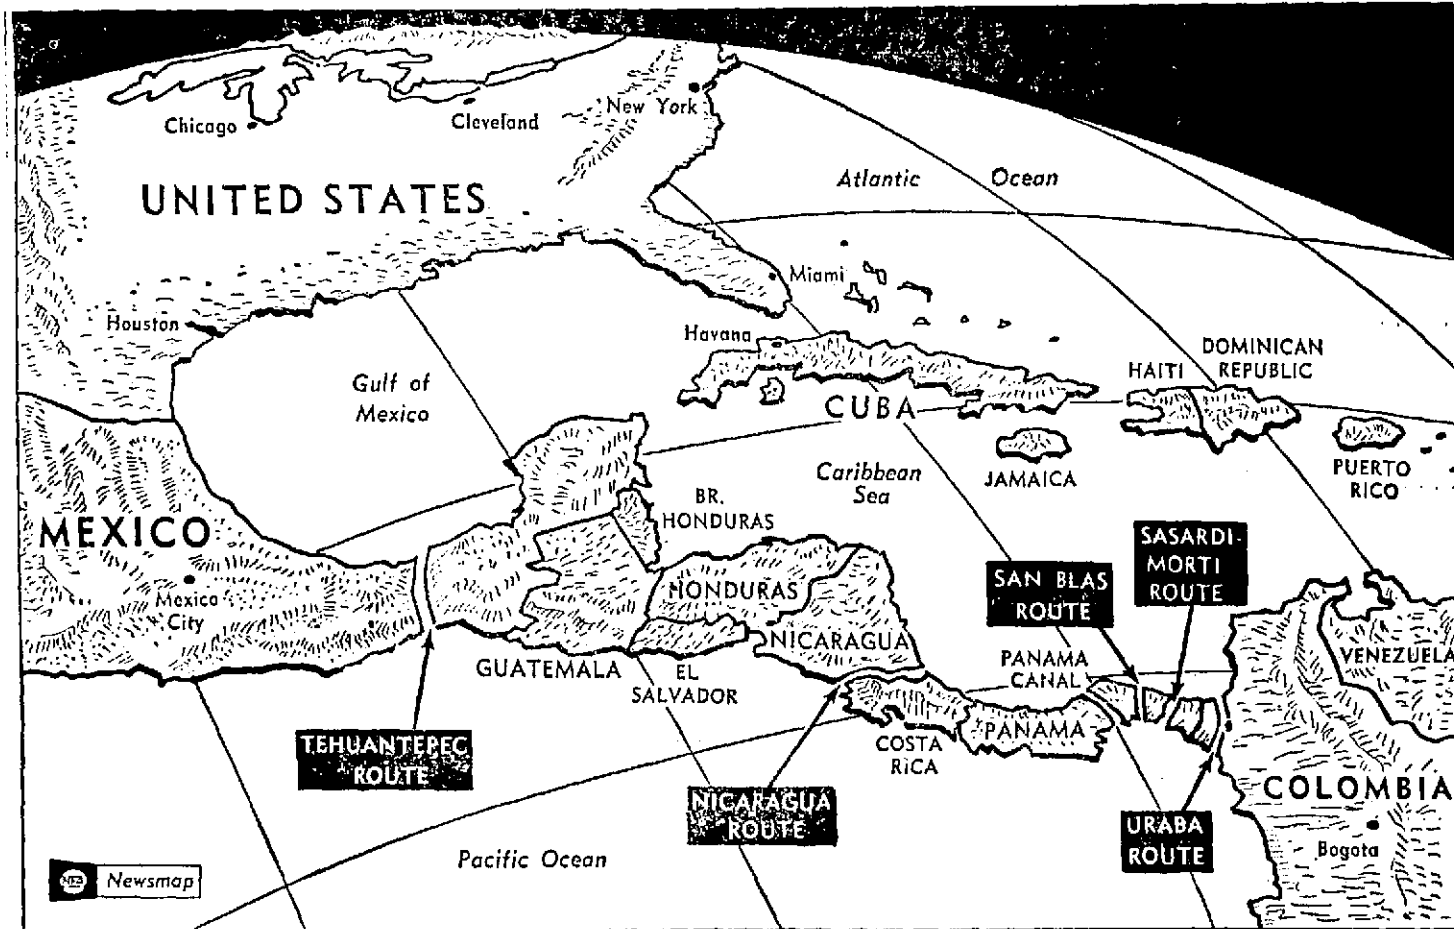 New York
Chicago
Cleveland
UNITED STATES
Atlantic Ocean
Miami
Houston
Havana
Gulf of
Mexico
CUBA
HAITI
DOMINICAN
REPUBLIC
JAMAICA
PUERTO
RICO
Caribbean
Sea
BR.
HONDURAS
MEXICO
Mexico
City
HONDURAS
NICARAGUA
GUATEMALA
EL
SALVADOR
SAN BLAS
ROUTE
SASARDI-
MORTI
ROUTE
PANAMA
CANAL
VENEZUELA
COSTA
RICA
PANAMA
TEHUANTEPEC
ROUTE
NICARAGUA
ROUTE
URABA
ROUTE
COLOMBIA
Bogota
Pacific Ocean
NEA Newsmap